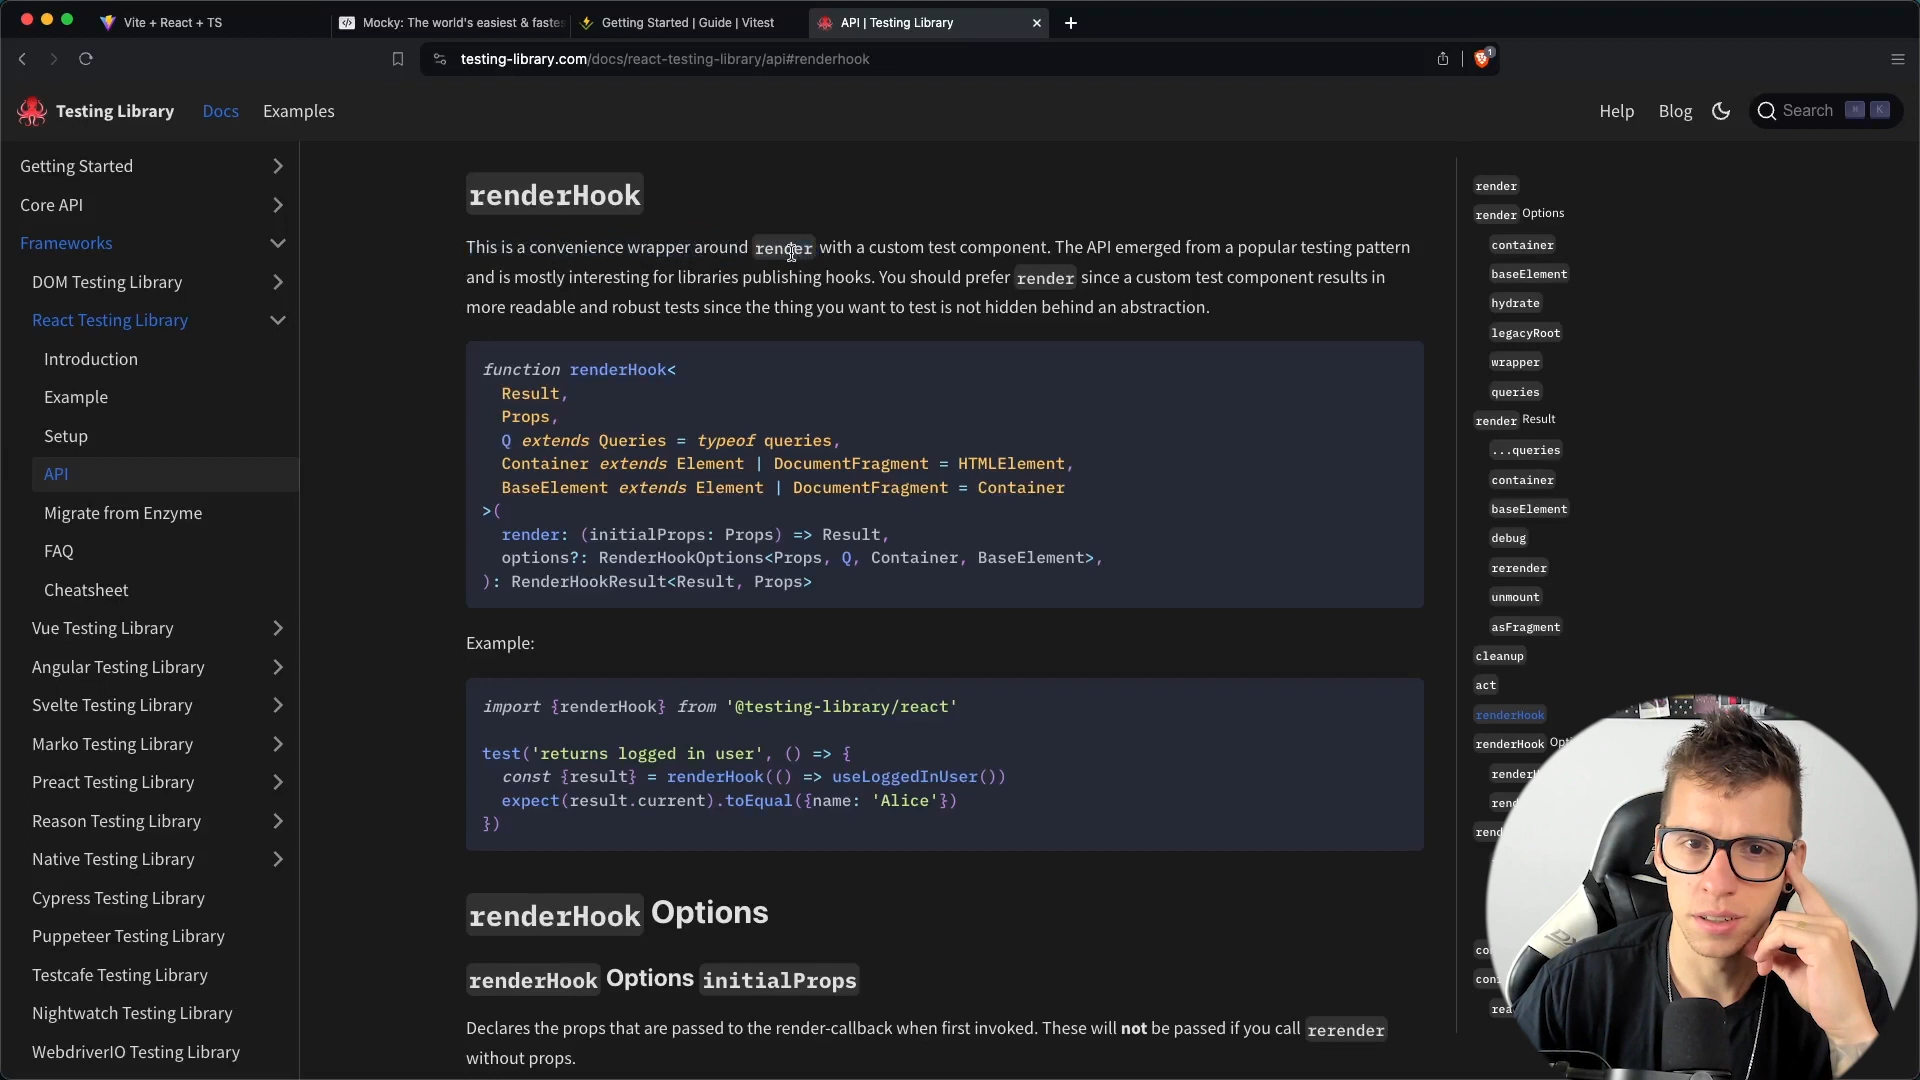 Vite + React + TS
Mocky: The world's easiest & fastes
Getting Started | Guide | Vitest
API | Testing Library
testing-library.com/docs/react-testing-library/api#renderhook
1
Testing Library
Docs
Examples
Help
Blog
Search
K
Getting Started
Core API
Frameworks
DOM Testing Library
React Testing Library
Introduction
Example
Setup
API
Migrate from Enzyme
FAQ
Cheatsheet
Vue Testing Library
Angular Testing Library
Svelte Testing Library
Marko Testing Library
Preact Testing Library
Reason Testing Library
Native Testing Library
Cypress Testing Library
Puppeteer Testing Library
Testcafe Testing Library
Nightwatch Testing Library
WebdriverIO Testing Library
renderHook
This is a convenience wrapper around render with a custom test component. The API emerged from a popular testing pattern
and is mostly interesting for libraries publishing hooks. You should prefer render since a custom test component results in
more readable and robust tests since the thing you want to test is not hidden behind an abstraction.
function renderHook<
Result,
Props,
Q extends Queries = typeof queries,
Container extends Element | DocumentFragment = HTMLElement,
BaseElement extends Element | DocumentFragment = Container
>(
render: (initialProps: Props) => Result,
options?: RenderHookOptions<Props, Q, Container, BaseElement>,
): RenderHookResult<Result, Props>
Example:
import {renderHook} from '@testing-library/react'
test('returns logged in user', () => {
const {result} = renderHook(() => useLoggedInUser())
expect(result.current).toEqual({name: 'Alice'})
})
renderHook Options
renderHook Options initialProps
Declares the props that are passed to the render-callback when first invoked. These will not be passed if you call rerender
without props.
render
render Options
container
baseElement
hydrate
legacyRoot
wrapper
queries
render Result
...queries
container
baseElement
debug
rerender
unmount
asFragment
cleanup
act
renderHook
renderHook